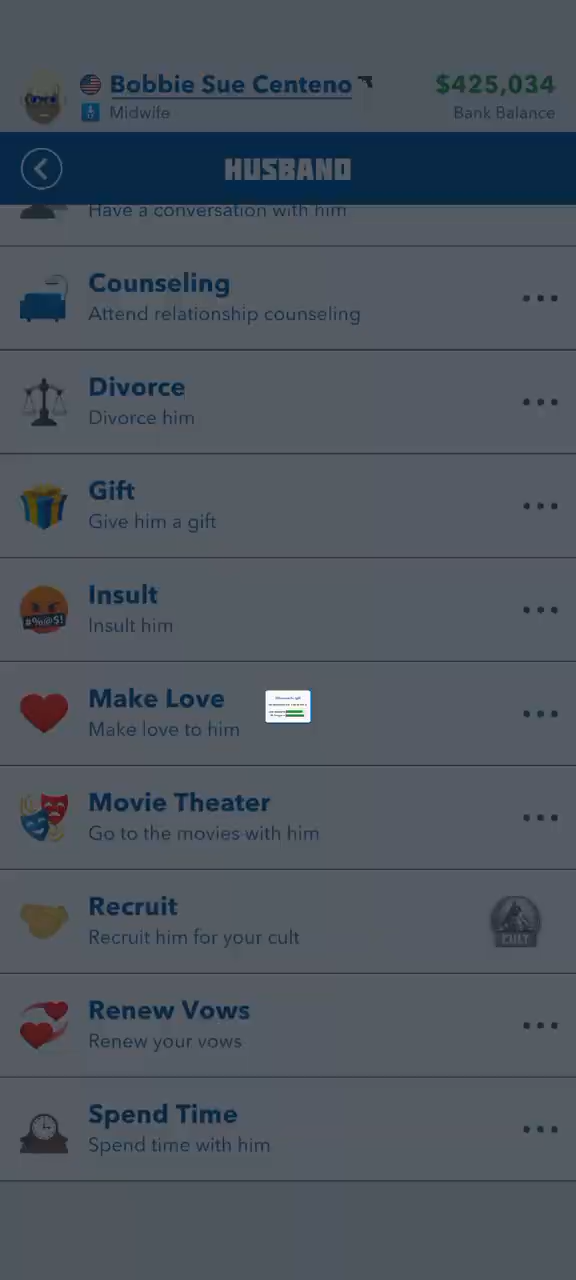 Bobbie Sue Centeno
$425,034
Midwife
Bank Balance
HUSBAND
Have a conversation with him
Counseling
Attend relationship counseling
Divorce
Divorce him
Gift
Give him a gift
Insult
#%@$!
Insult him
Make Love
Make love to him
Movie Theater
Go to the movies with him
Recruit
Recruit him for your cult
CULT
Renew Vows
Renew your vows
Spend Time
Spend time with him